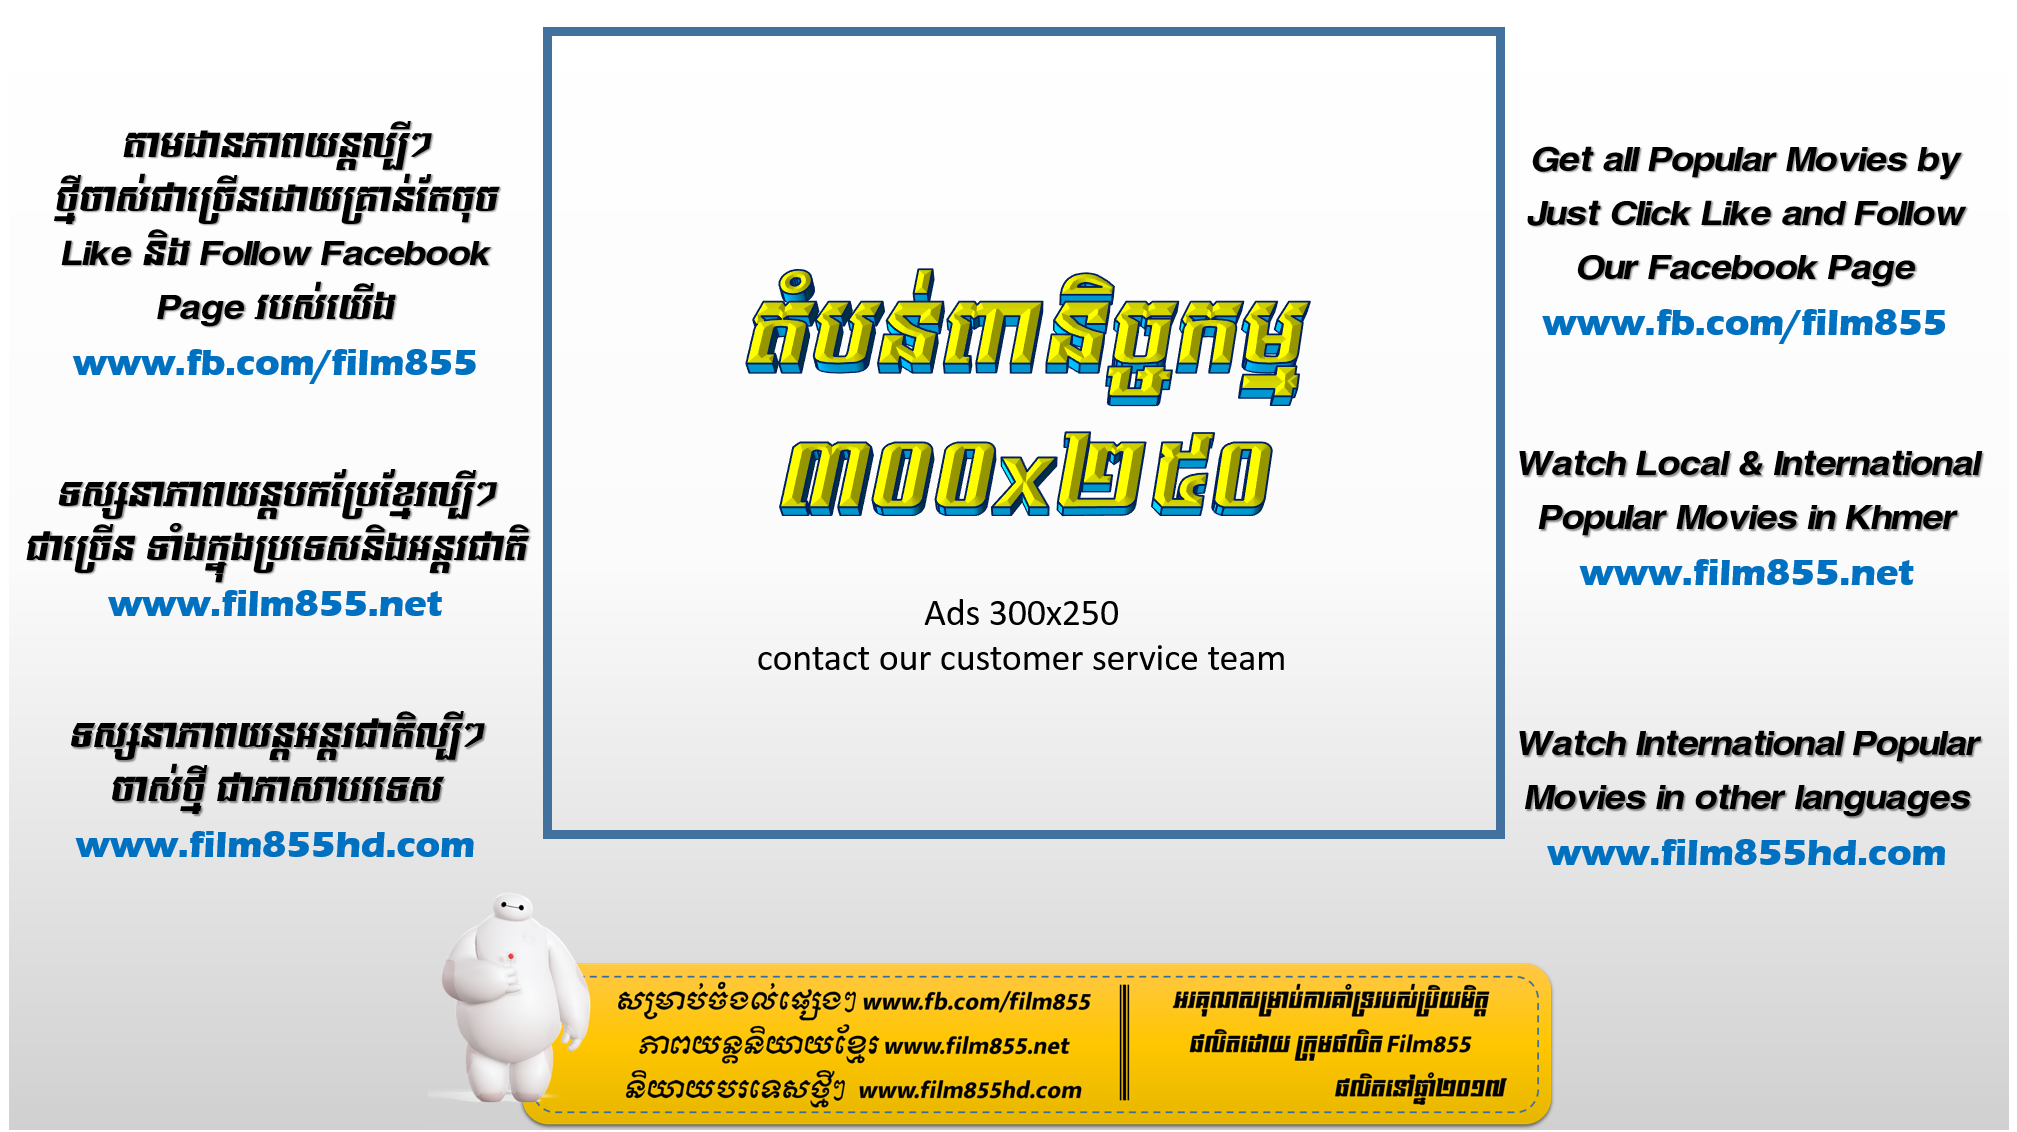 តាមដានភាពយន្តល្បីៗ
ថ្មីចាស់ជាច្រើនដោយគ្រាន់តែចុច
Like និង Follow Facebook
Page របស់យើង
www.fb.com/film855
ទស្សនាភាពយន្តបកប្រែខ្មែរល្បីៗ
ជាច្រើន ទាំងក្នុងប្រទេសនិងអន្តរជាតិ
www.film855.net
ទស្សនាភាពយន្តអន្តរជាតិល្បីៗ
ចាស់ថ្មី ជាភាសាបរទេស
www.film855hd.com
តំបន់ពានិច្ចកម្ម
៣០០x២៥០
Ads 300x250
contact our customer service team
Get all Popular Movies by
Just Click Like and Follow
Our Facebook Page
www.fb.com/film855
Watch Local & International
Popular Movies in Khmer
www.film855.net
Watch International Popular
Movies in other languages
www.film855hd.com
សម្រាប់ចំងល់ផ្សេងៗ www.fb.com/film855
ភាពយន្តនិយាយខ្មែរ www.film855.net
និយាយបរទេសថ្មីៗ www.film855hd.com
អរគុណសម្រាប់ការគាំទ្ររបស់ប្រិយមិត្ត
ផលិតដោយ ក្រុមផលិត Film855
ផលិតនៅឆ្នាំ២០១៧